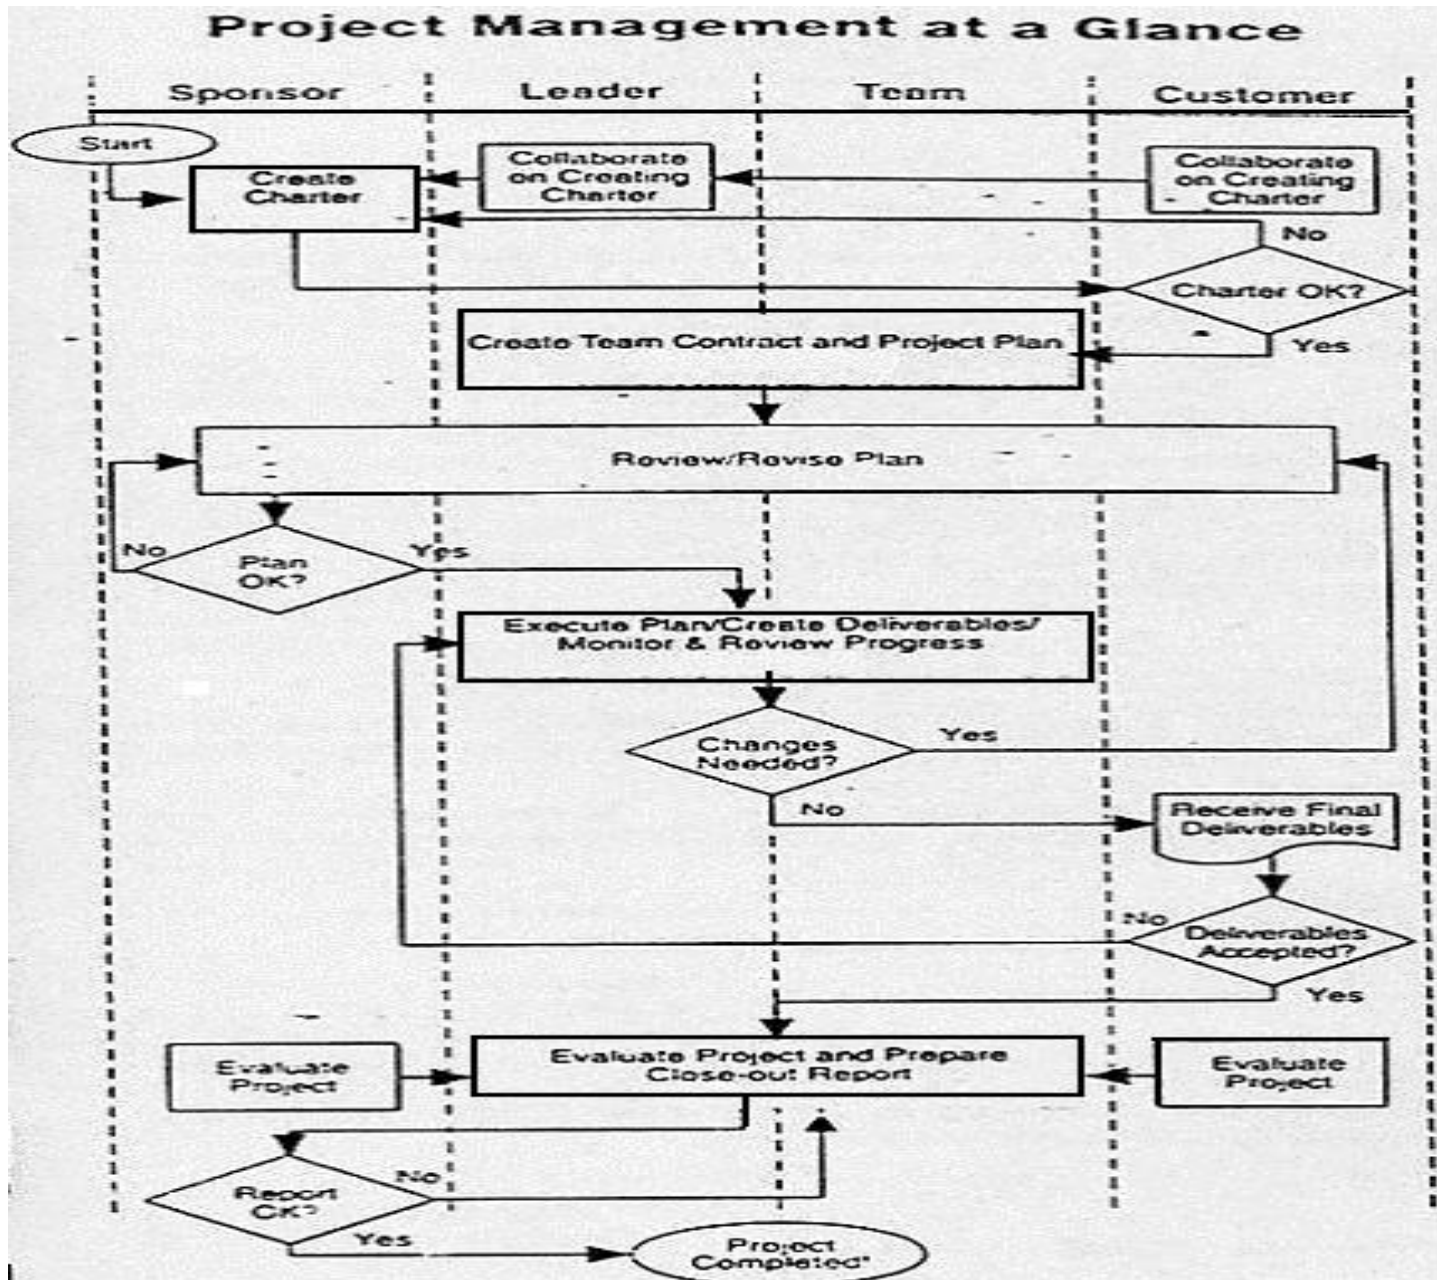 Project Management at a Glance
Sponsor
Leader
Team
Customer
Start
Create
Charter
Collaborate
on Creating
Charter
Collaborate
on Creating
Charter
No
Charter OK?
Yes
Create Team Contract and Project Plan
Review/Revise Plan
No
Plan
OK?
Yes
Execute Plan/Create Deliverables/
Monitor & Review Progress
Changes
Needed?
Yes
No
Receive Final
Deliverables
No
Deliverables
Accepted?
Yes
Evaluate
Project
Evaluate Project and Prepare
Close-out Report
Evaluate
Project
Report
OK?
No
Yes
Project
Completed*